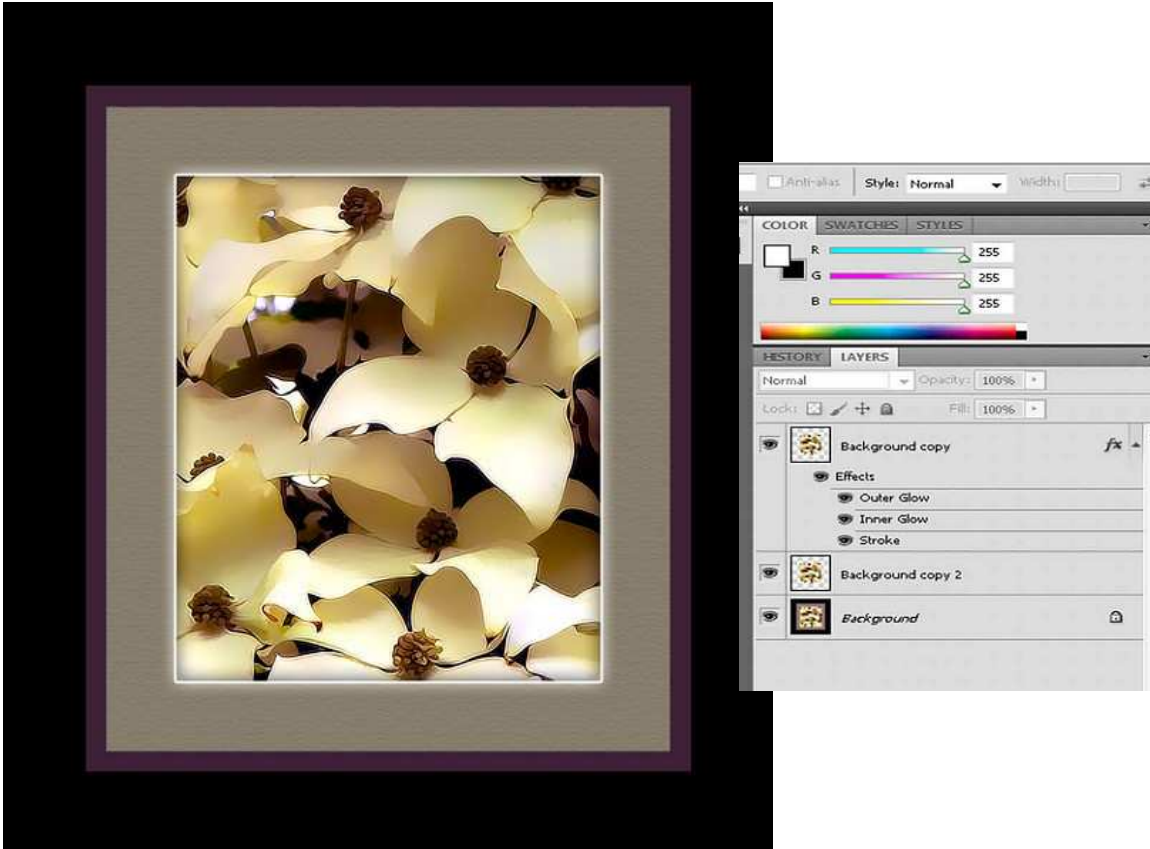 Anti-alias Style: Normal Width:
COLOR SWATCHES STYLES
R 255
G 255
B 255
HISTORY LAYERS
Normal Opacity: 100%
Lock: Fill: 100%
Background copy fx
Effects
Outer Glow
Inner Glow
Stroke
Background copy 2
Background